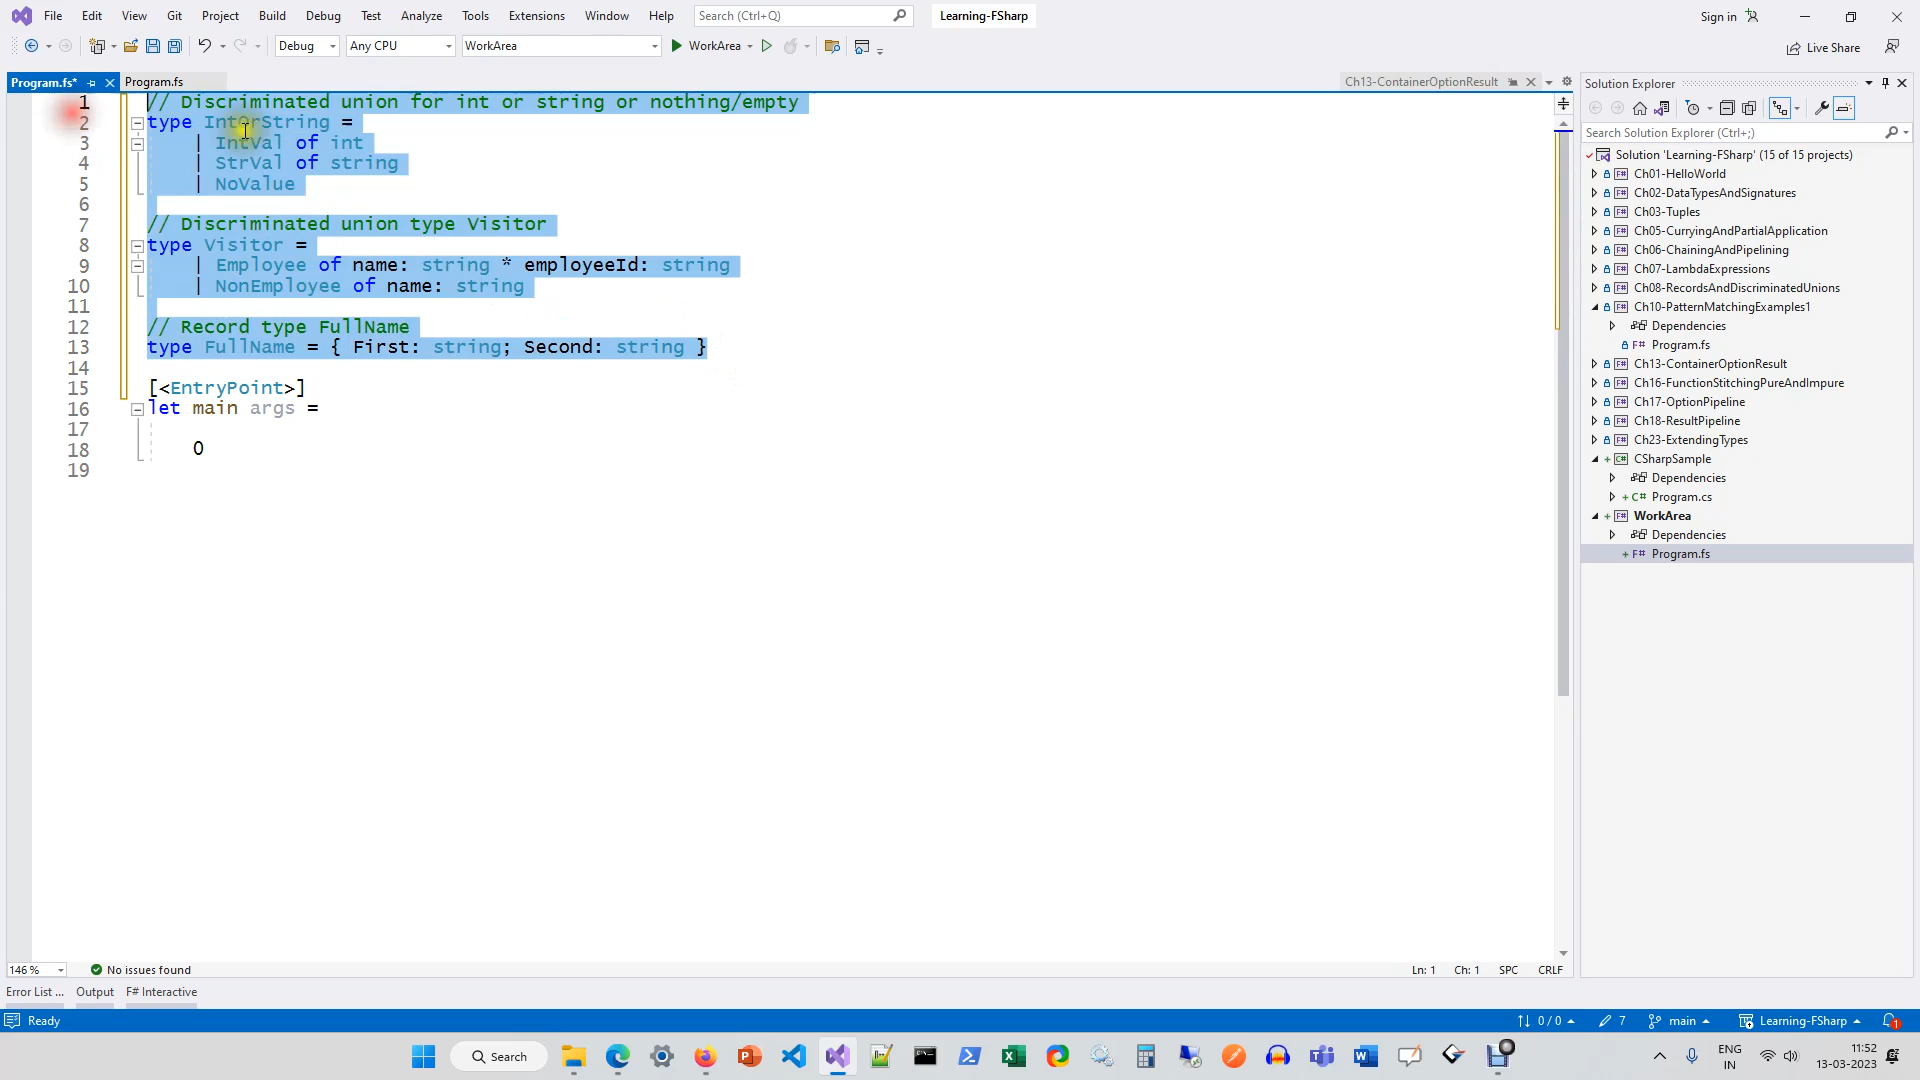 File Edit View Git Project Build Debug Test Analyze Tools Extensions Window Help Search (Ctrl+Q) Learning-FSharp Sign in
Debug Any CPU WorkArea WorkArea Live Share
Program.fs* Program.fs Ch13-ContainerOptionResult
1 // Discriminated union for int or string or nothing/empty
2 type IntOrString =
3 | IntVal of int
4 | StrVal of string
5 | NoValue
6
7 // Discriminated union type Visitor
8 type Visitor =
9 | Employee of name: string * employeeId: string
10 | NonEmployee of name: string
11
12 // Record type FullName
13 type FullName = { First: string; Second: string }
14
15 [<EntryPoint>]
16 let main args =
17
18 0
19
Solution Explorer
Search Solution Explorer (Ctrl+;)
Solution 'Learning-FSharp' (15 of 15 projects)
Ch01-HelloWorld
Ch02-DataTypesAndSignatures
Ch03-Tuples
Ch05-CurryingAndPartialApplication
Ch06-ChainingAndPipelining
Ch07-LambdaExpressions
Ch08-RecordsAndDiscriminatedUnions
Ch10-PatternMatchingExamples1
Dependencies
Program.fs
Ch13-ContainerOptionResult
Ch16-FunctionStitchingPureAndImpure
Ch17-OptionPipeline
Ch18-ResultPipeline
Ch23-ExtendingTypes
CSharpSample
Dependencies
C# Program.cs
WorkArea
Dependencies
F# Program.fs
146 % No issues found Ln: 1 Ch: 1 SPC CRLF
Error List ... Output F# Interactive
Ready 0 / 0 7 main Learning-FSharp 1
Search ENG IN 11:52 13-03-2023